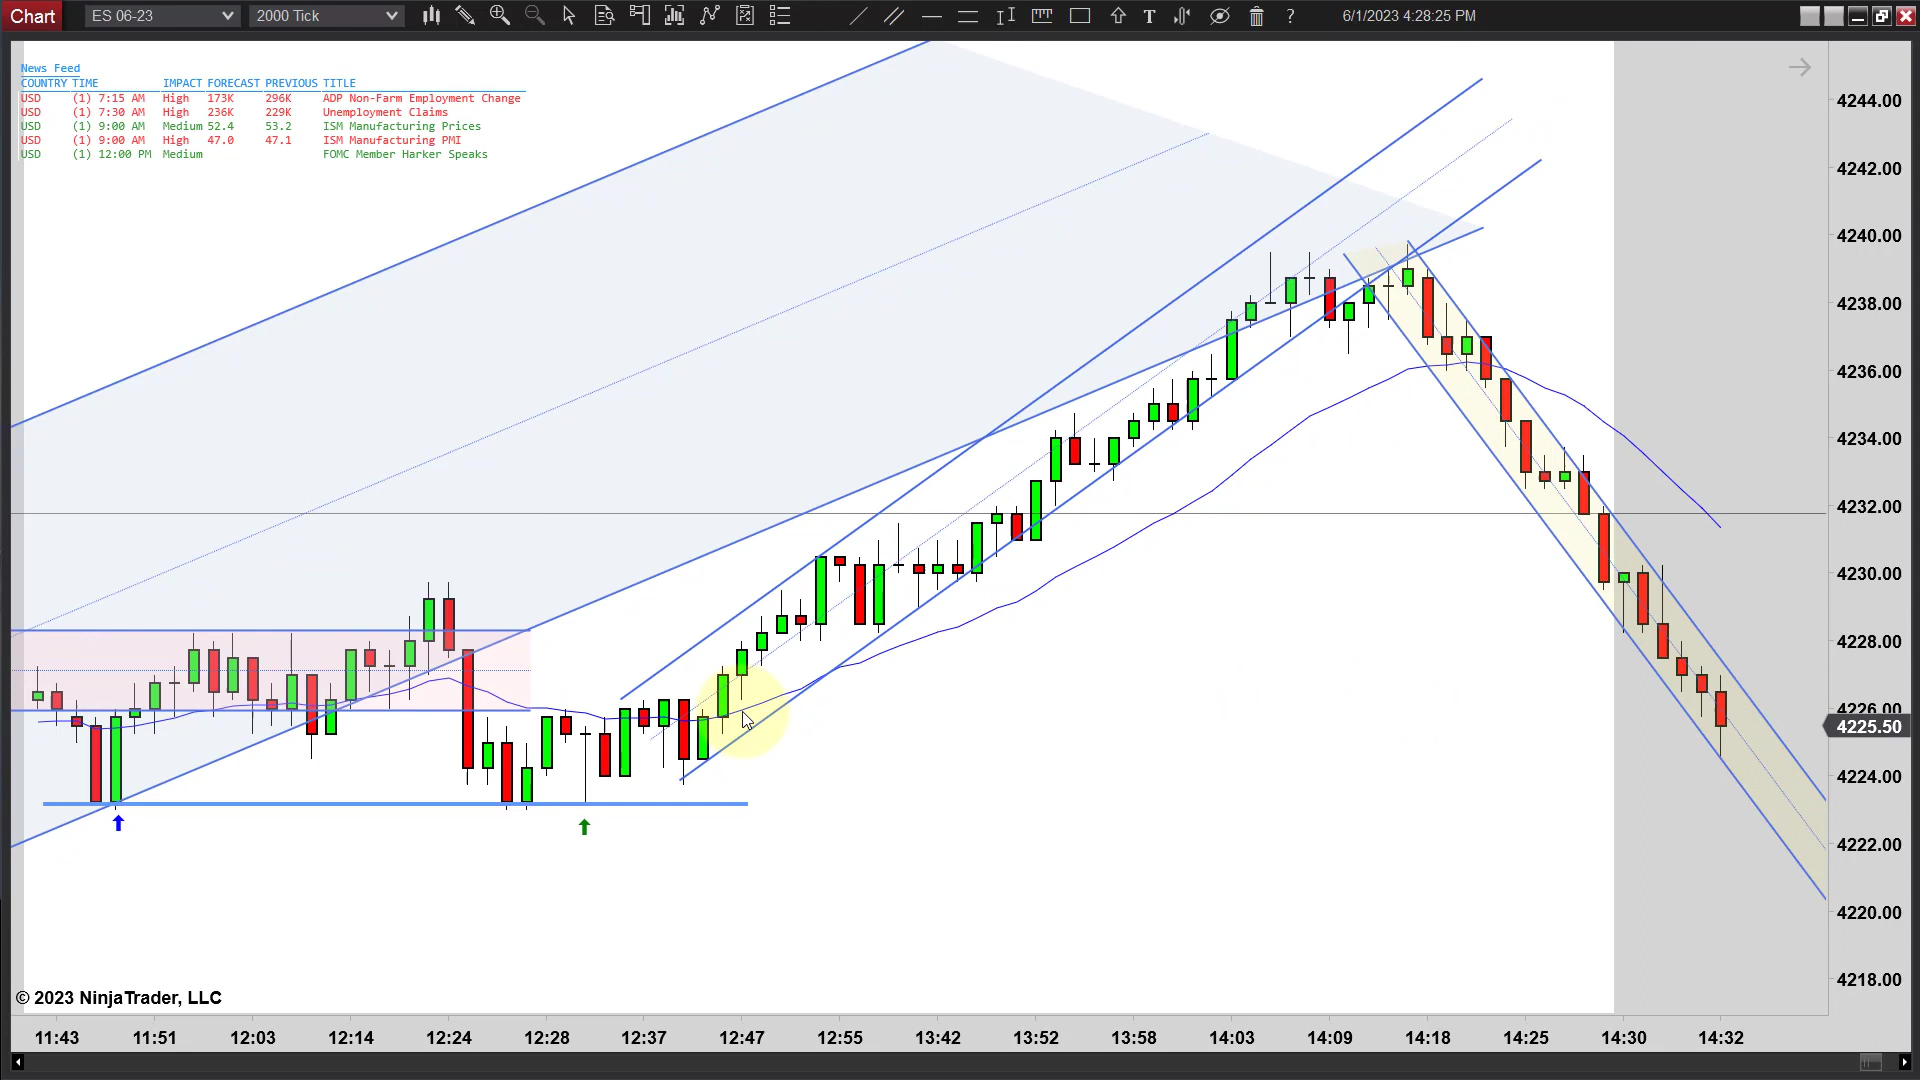 Chart ES 06-23 2000 Tick T ? 6/1/2023 4:28:25 PM
News Feed
COUNTRY TIME IMPACT FORECAST PREVIOUS TITLE
USD (1) 7:15 AM High 173K 296K ADP Non-Farm Employment Change
USD (1) 7:30 AM High 236K 229K Unemployment Claims
USD (1) 9:00 AM Medium 52.4 53.2 ISM Manufacturing Prices
USD (1) 9:00 AM High 47.0 47.1 ISM Manufacturing PMI
USD (1) 12:00 PM Medium FOMC Member Harker Speaks
4244.00
4242.00
4240.00
4238.00
4236.00
4234.00
4232.00
4230.00
4228.00
4226.00
4225.50
4224.00
4222.00
4220.00
4218.00
© 2023 NinjaTrader, LLC
11:43 11:51 12:03 12:14 12:24 12:28 12:37 12:47 12:55 13:42 13:52 13:58 14:03 14:09 14:18 14:25 14:30 14:32